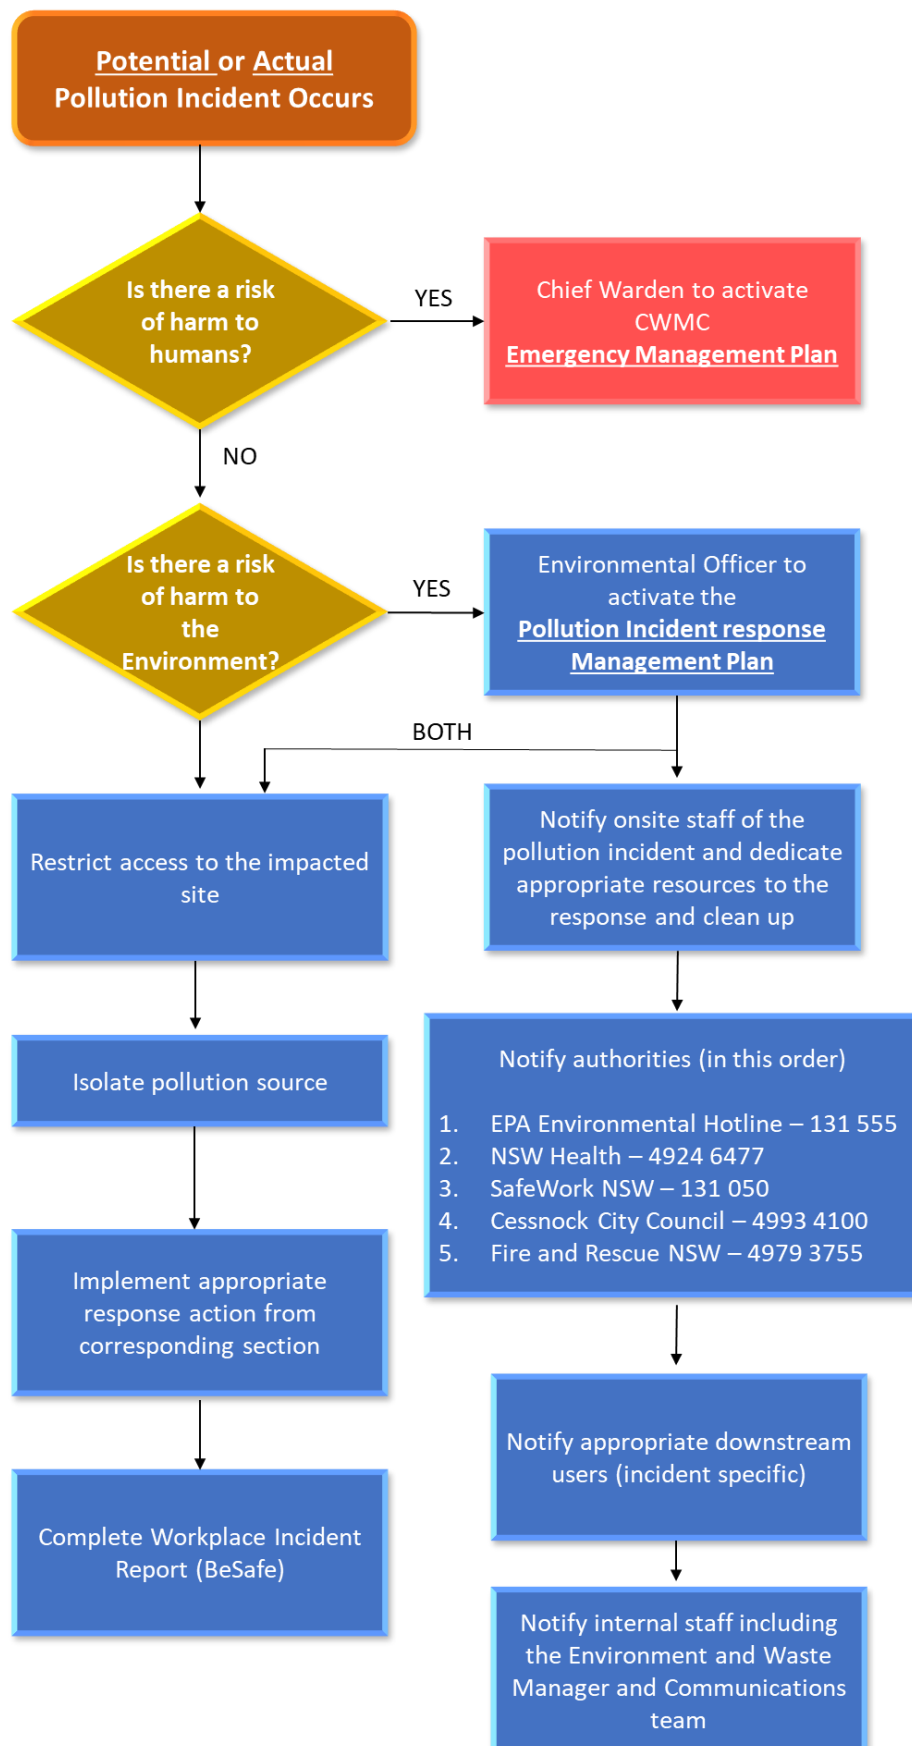 Potential or Actual
Pollution Incident Occurs
Is there a risk
of harm to
humans?
YES
Chief Warden to activate
CWMC
Emergency Management Plan
NO
Is there a risk
of harm to
the
Environment?
YES
Environmental Officer to
activate the
Pollution Incident response
Management Plan
BOTH
Restrict access to the impacted
site
Notify onsite staff of the
pollution incident and dedicate
appropriate resources to the
response and clean up
Isolate pollution source
Notify authorities (in this order)
1. EPA Environmental Hotline – 131 555
2. NSW Health – 4924 6477
3. SafeWork NSW – 131 050
4. Cessnock City Council – 4993 4100
5. Fire and Rescue NSW – 4979 3755
Implement appropriate
response action from
corresponding section
Notify appropriate downstream
users (incident specific)
Complete Workplace Incident
Report (BeSafe)
Notify internal staff including
the Environment and Waste
Manager and Communications
team